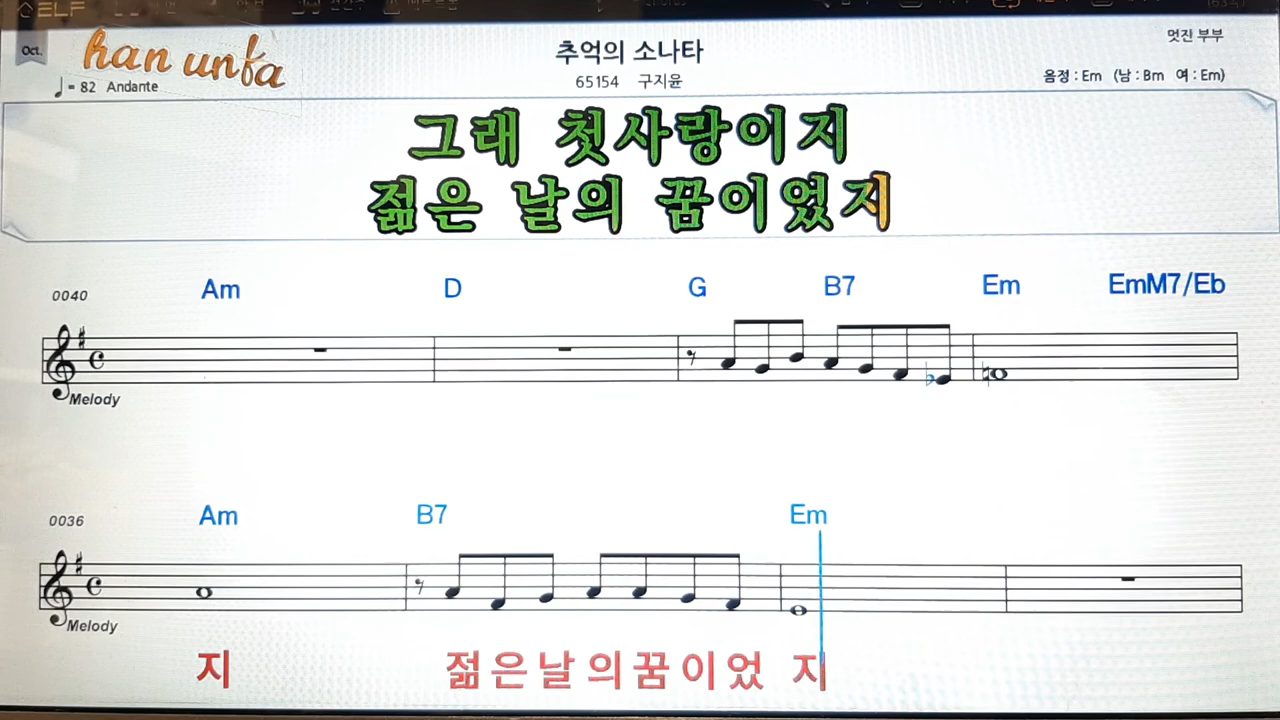 ELF
Oct.
han unfa
추억의 소나타
멋진 부부
65154 구지윤
♩= 82 Andante
음정 : Em (남 : Bm 여 : Em)
그래 첫사랑이지
젊은 날의 꿈이었지
0040
Am D G B7 Em EmM7/Eb
Melody
0036
Am B7 Em
Melody
지 젊은날의꿈이었 지